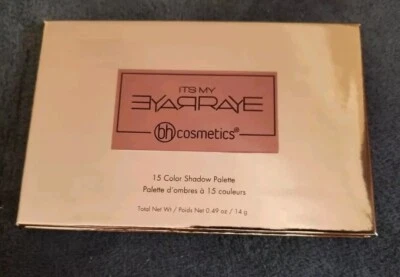 ITS MY
EYARRAYE
bh cosmetics®
15 Color Shadow Palette
Palette d'ombres à 15 couleurs
Total Net Wt / Poids Net 0.49 oz / 14 g